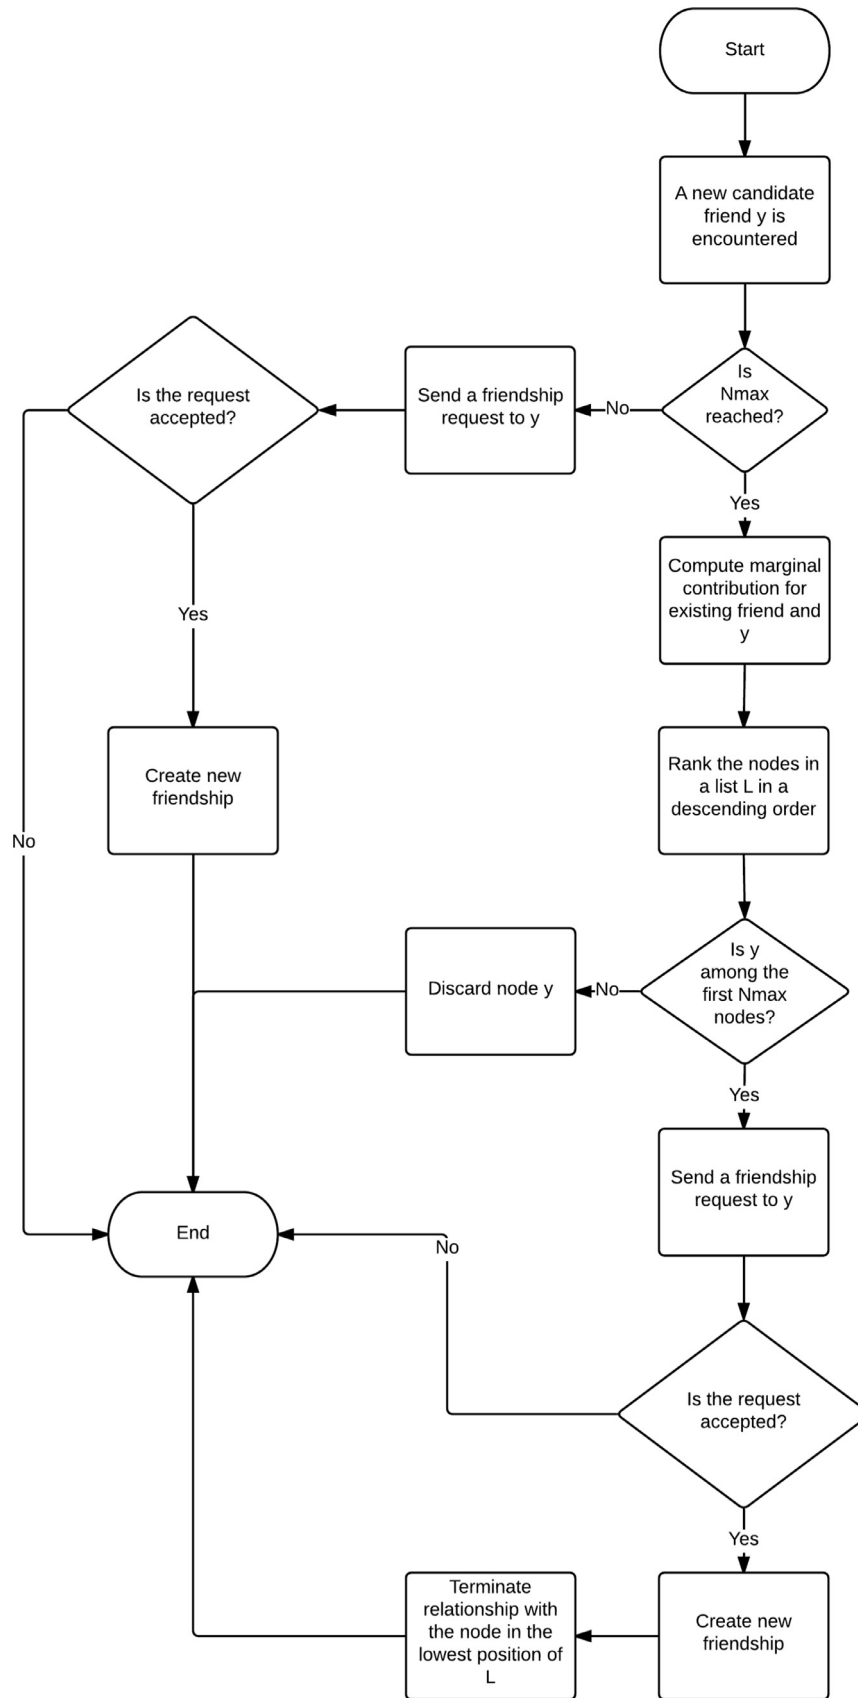 Start
A new candidate
friend y is
encountered
Is
Nmax
reached?
No
Send a friendship
request to y
Is the request
accepted?
Yes
Compute marginal
contribution for
existing friend and
y
Yes
Create new
friendship
Rank the nodes in
a list L in a
descending order
No
Is y
among the
first Nmax
nodes?
No
Discard node y
Yes
Send a friendship
request to y
End
No
Is the request
accepted?
Yes
Create new
friendship
Terminate
relationship with
the node in the
lowest position of
L